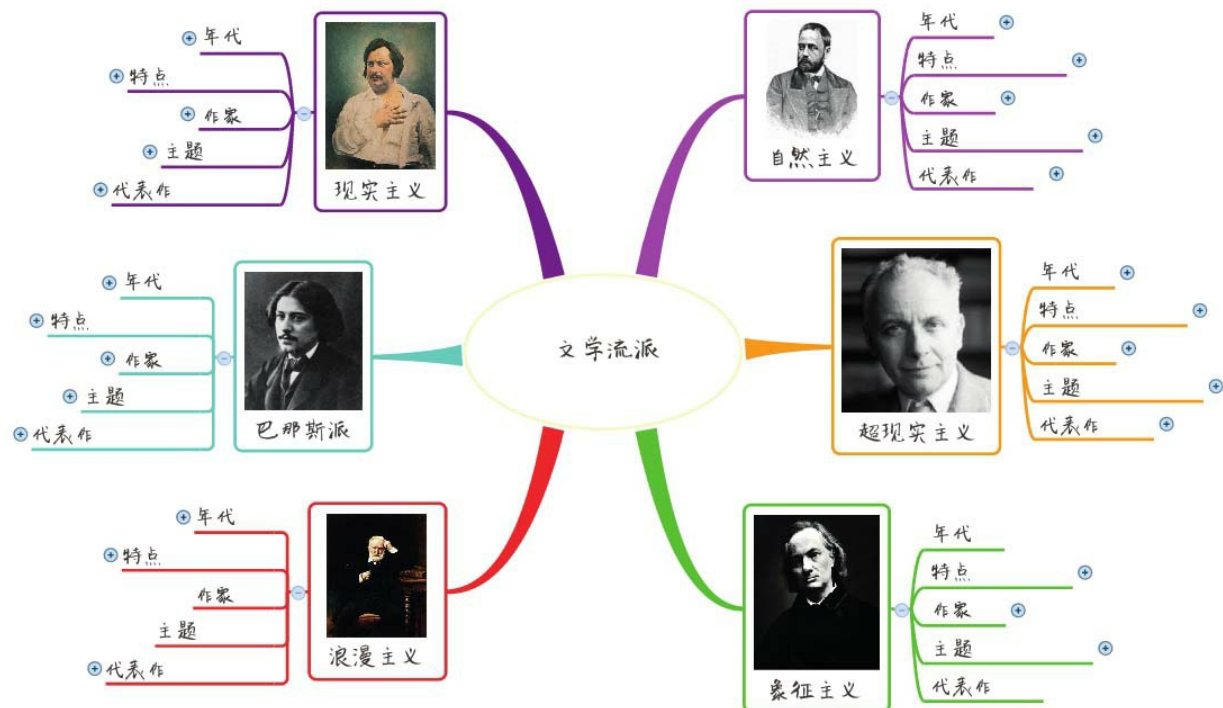 文学流派
现实主义
年代
特点
作家
主题
代表作
巴那斯派
年代
特点
作家
主题
代表作
浪漫主义
年代
特点
作家
主题
代表作
自然主义
年代
特点
作家
主题
代表作
超现实主义
年代
特点
作家
主题
代表作
象征主义
年代
特点
作家
主题
代表作